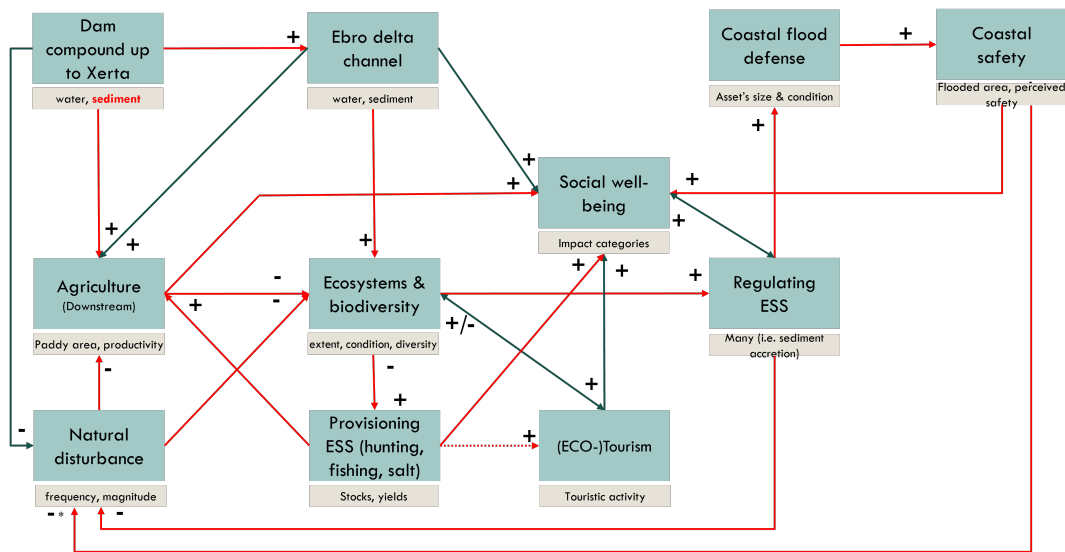 Dam
compound up
to Xerta
water, sediment
+
Ebro delta
channel
water, sediment
Coastal flood
defense
Asset's size & condition
+
Coastal
safety
Flooded area, perceived
safety
+
+
+
Social well-
being
Impact categories
+
+
+
+
+
+
+
Agriculture
(Downstream)
Paddy area, productivity
-
-
+
Ecosystems &
biodiversity
extent, condition, diversity
+
+/-
Regulating
ESS
Many (i.e. sediment
accretion)
-
-
+
+
-
Natural
disturbance
frequency, magnitude
- *
-
Provisioning
ESS (hunting,
fishing, salt)
Stocks, yields
+
(ECO-)Tourism
Touristic activity